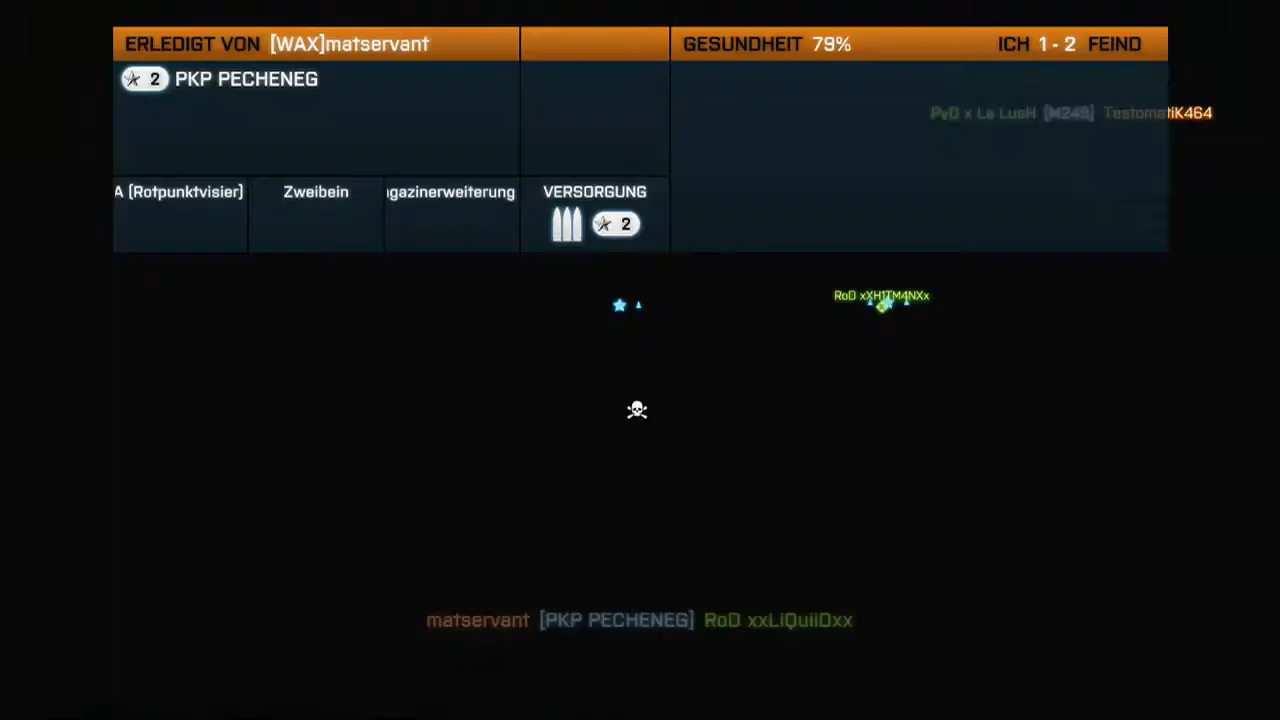 ERLEDIGT VON [WAX]matservant
GESUNDHEIT 79%
ICH 1 - 2 FEIND
2 PKP PECHENEG
PvD x La LusH [M249] TestomatiK464
A (Rotpunktvisier)
Zweibein
gazinerweiterung
VERSORGUNG
2
RoD xXH1TM4NXx
matservant [PKP PECHENEG] RoD xxLiQuiiDxx